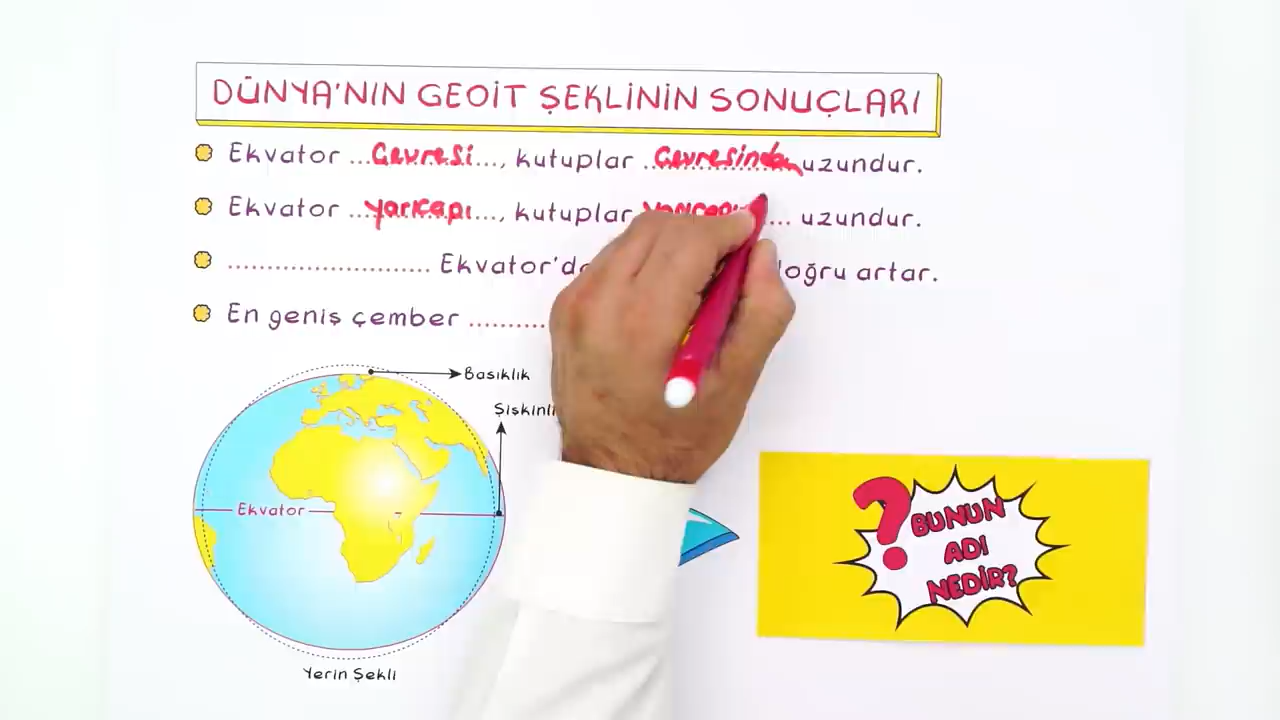 DÜNYA'NIN GEOİT ŞEKLİNİN SONUÇLARI
Ekvator ...Çevresi..., kutuplar ...Çevresinden uzundur.
Ekvator ...yarıçapı..., kutuplar ... uzundur.
........................ Ekvator'da doğru artar.
En geniş çember ..........
Basıklık
Ekvator
Yerin Şekli
? BUNUN
ADI
NEDİR?